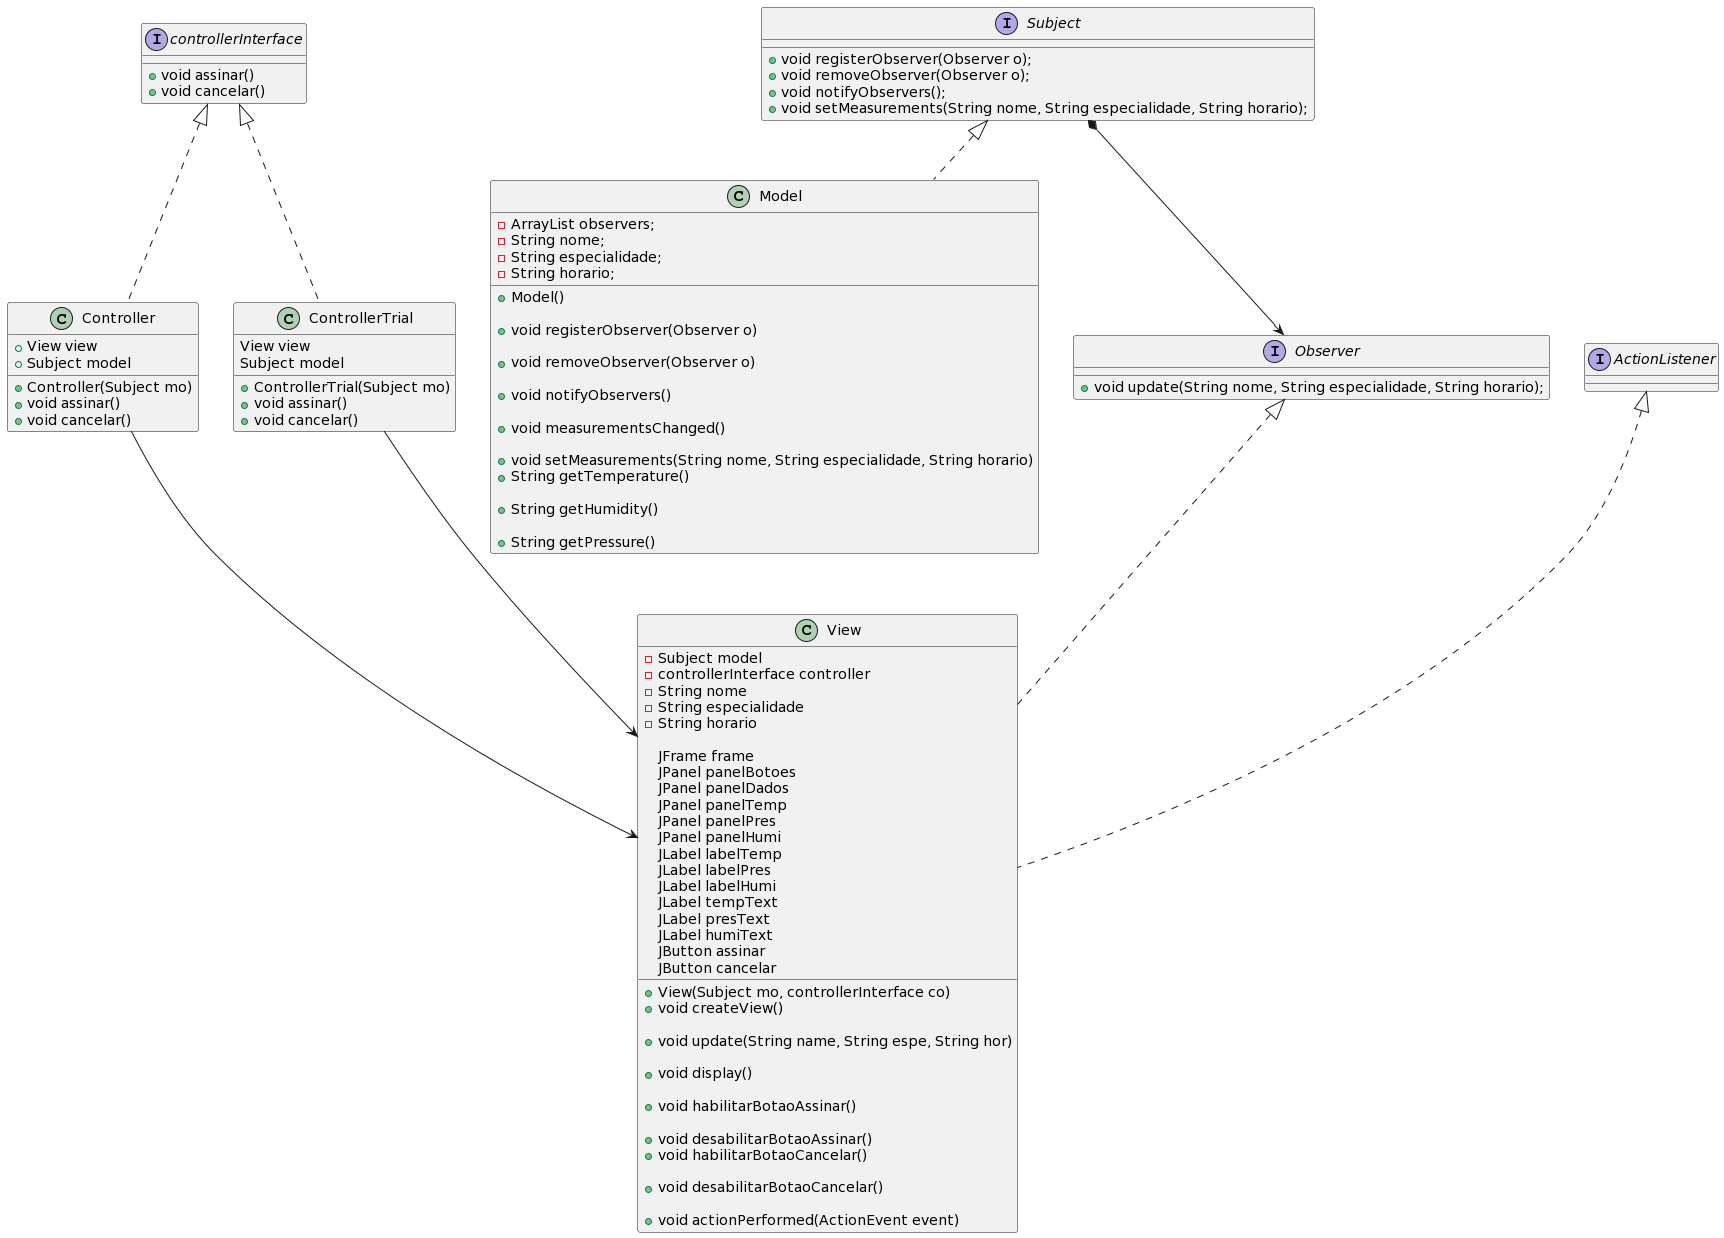 controllerInterface
void assinar()
void cancelar()
Subject
void registerObserver(Observer o);
void removeObserver(Observer o);
void notifyObservers();
void setMeasurements(String nome, String especialidade, String horario);
Model
ArrayList observers;
String nome;
String especialidade;
String horario;
Model()
void registerObserver(Observer o)
void removeObserver(Observer o)
void notifyObservers()
void measurementsChanged()
void setMeasurements(String nome, String especialidade, String horario)
String getTemperature()
String getHumidity()
String getPressure()
Controller
View view
Subject model
Controller(Subject mo)
void assinar()
void cancelar()
ControllerTrial
View view
Subject model
ControllerTrial(Subject mo)
void assinar()
void cancelar()
Observer
void update(String nome, String especialidade, String horario);
ActionListener
View
Subject model
controllerInterface controller
String nome
String especialidade
String horario
JFrame frame
JPanel panelBotoes
JPanel panelDados
JPanel panelTemp
JPanel panelPres
JPanel panelHumi
JLabel labelTemp
JLabel labelPres
JLabel labelHumi
JLabel tempText
JLabel presText
JLabel humiText
JButton assinar
JButton cancelar
View(Subject mo, controllerInterface co)
void createView()
void update(String name, String espe, String hor)
void display()
void habilitarBotaoAssinar()
void desabilitarBotaoAssinar()
void habilitarBotaoCancelar()
void desabilitarBotaoCancelar()
void actionPerformed(ActionEvent event)